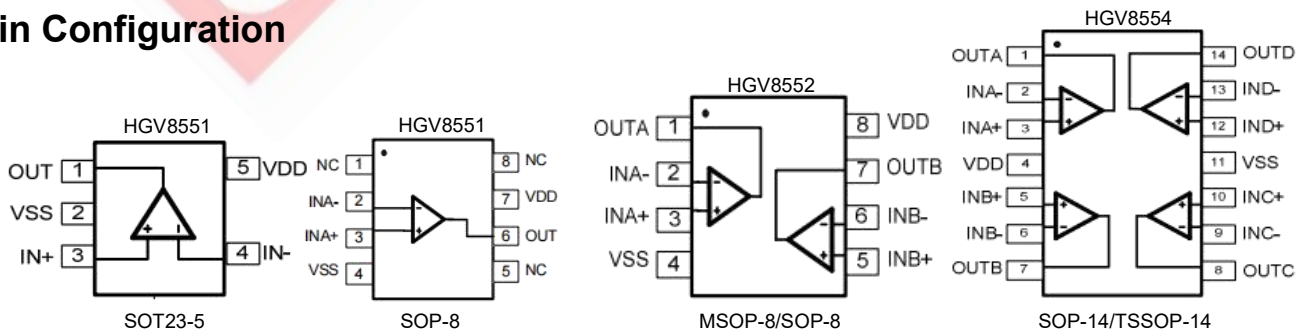 in Configuration
HGV8551
OUT 1
5 VDD
VSS 2
IN+ 3
4 IN-
+ -
SOT23-5
HGV8551
NC 1
8 NC
INA- 2
7 VDD
INA+ 3
6 OUT
VSS 4
5 NC
- +
SOP-8
HGV8552
OUTA 1
8 VDD
INA- 2
7 OUTB
INA+ 3
6 INB-
VSS 4
5 INB+
- +
- +
MSOP-8/SOP-8
HGV8554
OUTA 1
14 OUTD
INA- 2
13 IND-
INA+ 3
12 IND+
VDD 4
11 VSS
INB+ 5
10 INC+
INB- 6
9 INC-
OUTB 7
8 OUTC
- +
- +
+ -
+ -
SOP-14/TSSOP-14